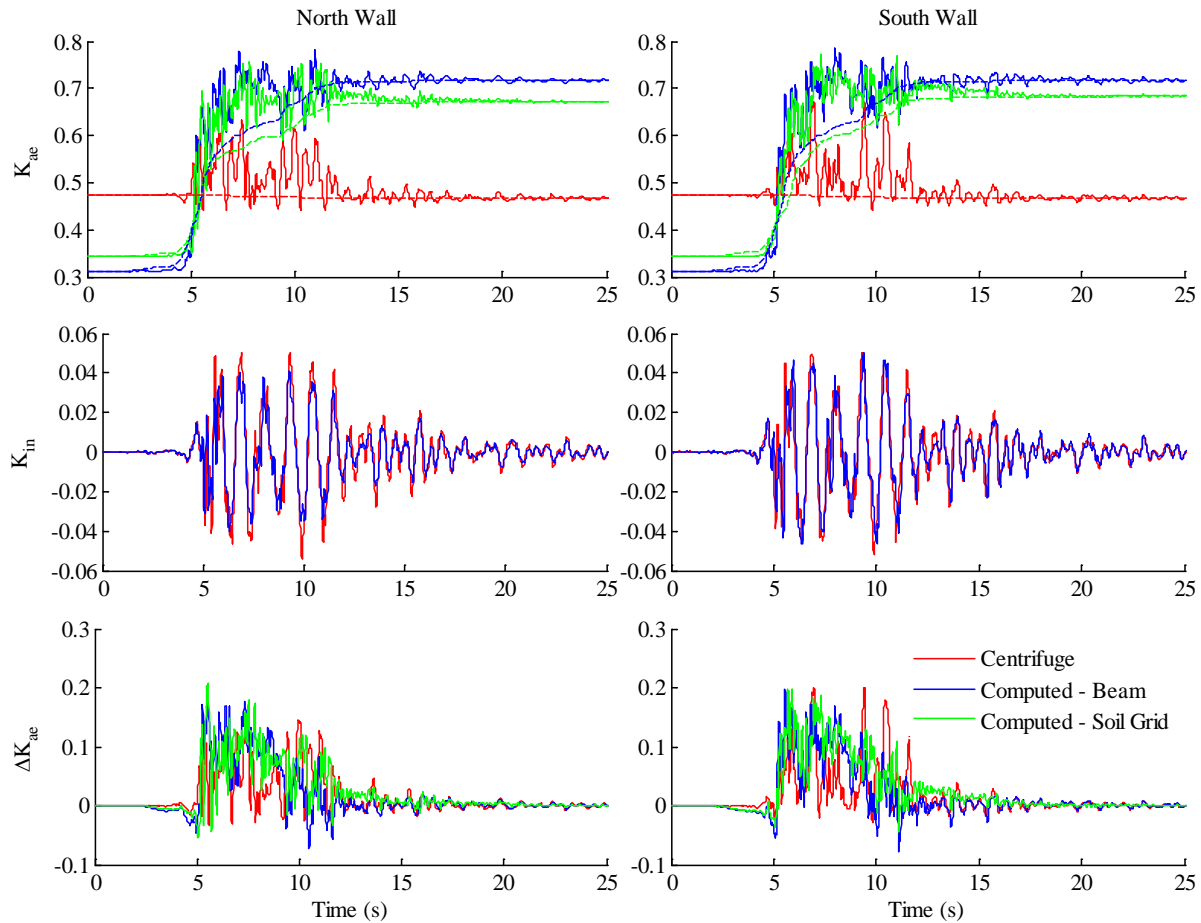 North Wall
South Wall
K_ae
0.8
0.7
0.6
0.5
0.4
0.3
0 5 10 15 20 25
0.8
0.7
0.6
0.5
0.4
0.3
0 5 10 15 20 25
K_in
0.06
0.04
0.02
0
-0.02
-0.04
-0.06
0 5 10 15 20 25
0.06
0.04
0.02
0
-0.02
-0.04
-0.06
0 5 10 15 20 25
ΔK_ae
0.3
0.2
0.1
0
-0.1
0 5 10 15 20 25
Time (s)
0.3
0.2
0.1
0
-0.1
0 5 10 15 20 25
Time (s)
Centrifuge
Computed - Beam
Computed - Soil Grid